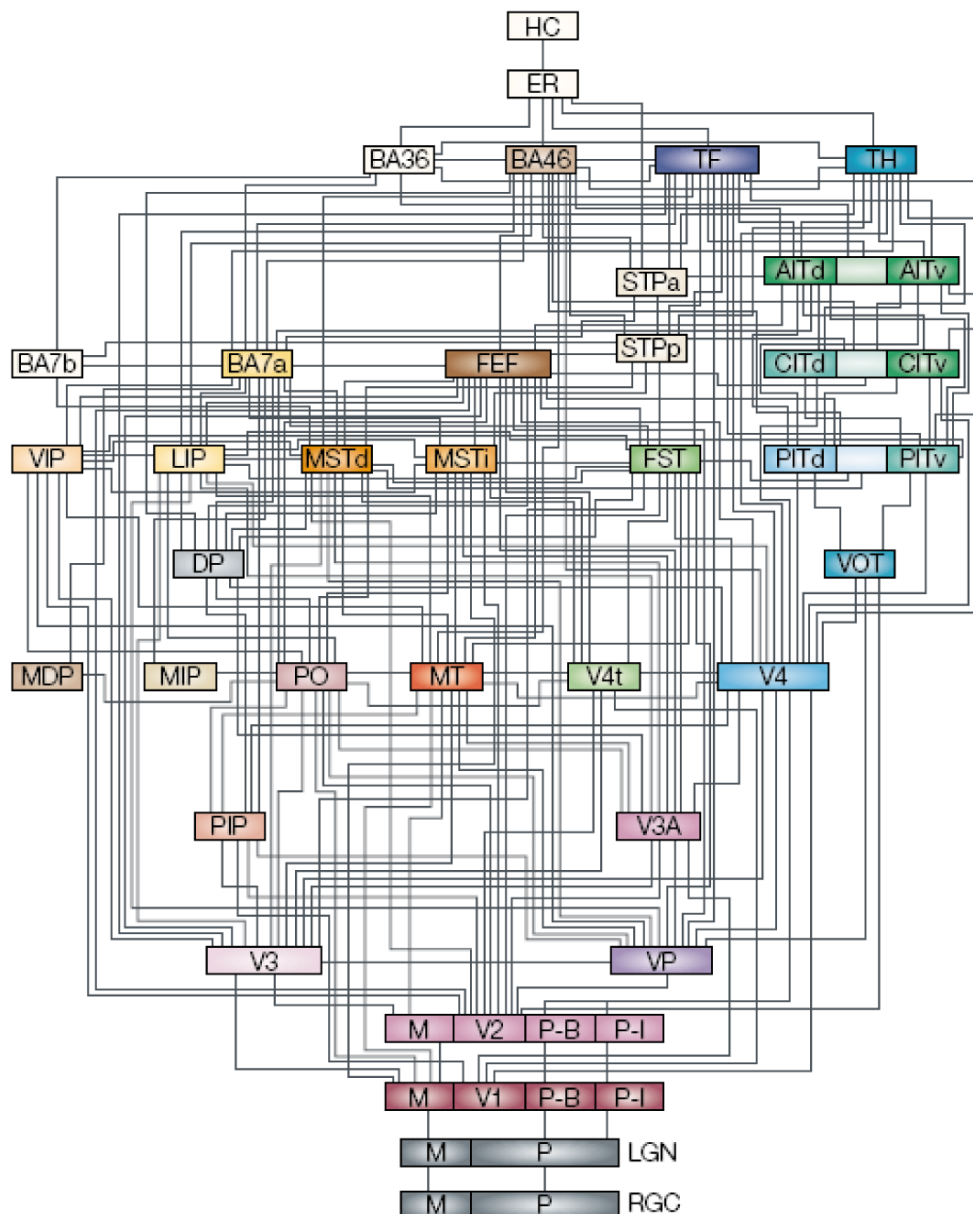 HC
ER
BA36 BA46 TF TH
STPa AITd AITv
STPp
BA7b BA7a FEF CITd CITv
VIP LIP MSTd MSTi FST PITd PITv
DP VOT
MDP MIP PO MT V4t V4
PIP V3A
V3 VP
M V2 P-B P-I
M V1 P-B P-I
M P LGN
M P RGC